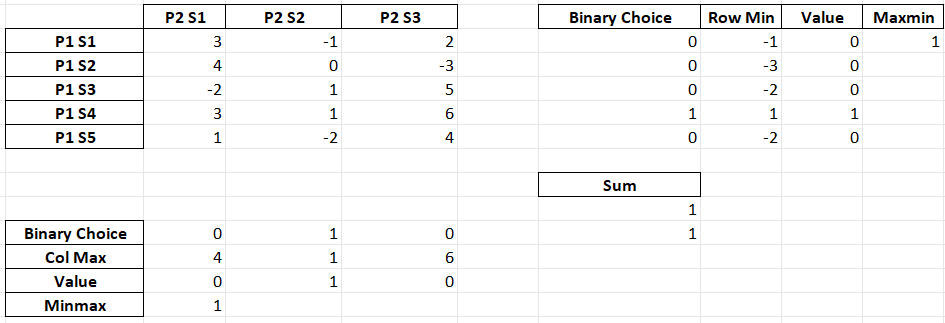 P2 S1 P2 S2 P2 S3 Binary Choice Row Min Value Maxmin
P1 S1 3 -1 2 0 -1 0 1
P1 S2 4 0 -3 0 -3 0
P1 S3 -2 1 5 0 -2 0
P1 S4 3 1 6 1 1 1
P1 S5 1 -2 4 0 -2 0
Sum
1
Binary Choice 0 1 0 1
Col Max 4 1 6
Value 0 1 0
Minmax 1